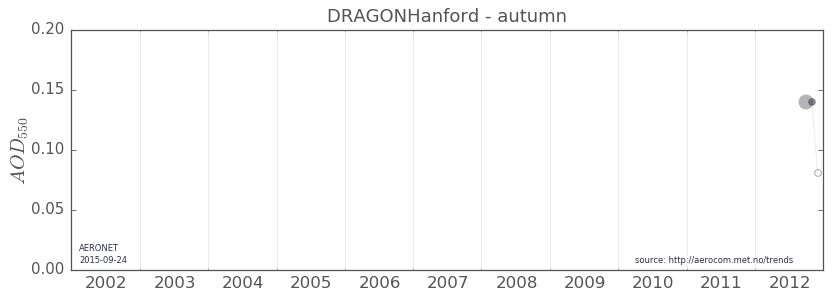 DRAGONHanford - autumn
0.20
0.15
0.10
0.05
0.00
AOD550
AERONET
2015-09-24
source: http://aerocom.met.no/trends
2002 2003 2004 2005 2006 2007 2008 2009 2010 2011 2012